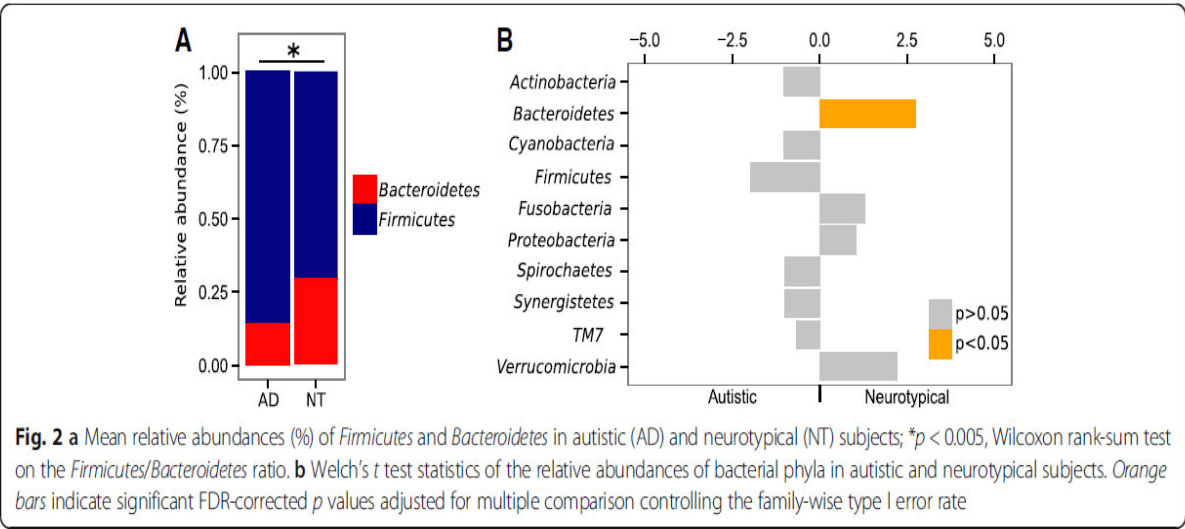 A
*
Relative abundance (%)
1.00
0.75
0.50
0.25
0.00
AD NT
Bacteroidetes
Firmicutes
B
−5.0 −2.5 0.0 2.5 5.0
Actinobacteria
Bacteroidetes
Cyanobacteria
Firmicutes
Fusobacteria
Proteobacteria
Spirochaetes
Synergistetes
TM7
Verrucomicrobia
p>0.05
p<0.05
Autistic Neurotypical
Fig. 2 a Mean relative abundances (%) of Firmicutes and Bacteroidetes in autistic (AD) and neurotypical (NT) subjects; *p < 0.005, Wilcoxon rank-sum test
on the Firmicutes/Bacteroidetes ratio. b Welch's t test statistics of the relative abundances of bacterial phyla in autistic and neurotypical subjects. Orange
bars indicate significant FDR-corrected p values adjusted for multiple comparison controlling the family-wise type I error rate